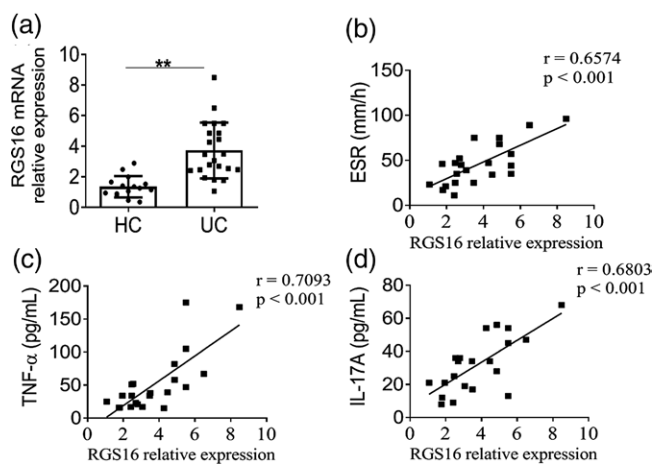 (a)
RGS16 mRNA
relative expression
10
8
6
4
2
0
**
HC
UC
(b)
r = 0.6574
p < 0.001
ESR (mm/h)
150
100
50
0
0
2
4
6
8
10
RGS16 relative expression
(c)
r = 0.7093
p < 0.001
TNF-α (pg/mL)
200
150
100
50
0
0
2
4
6
8
10
RGS16 relative expression
(d)
r = 0.6803
p < 0.001
IL-17A (pg/mL)
80
60
40
20
0
0
2
4
6
8
10
RGS16 relative expression